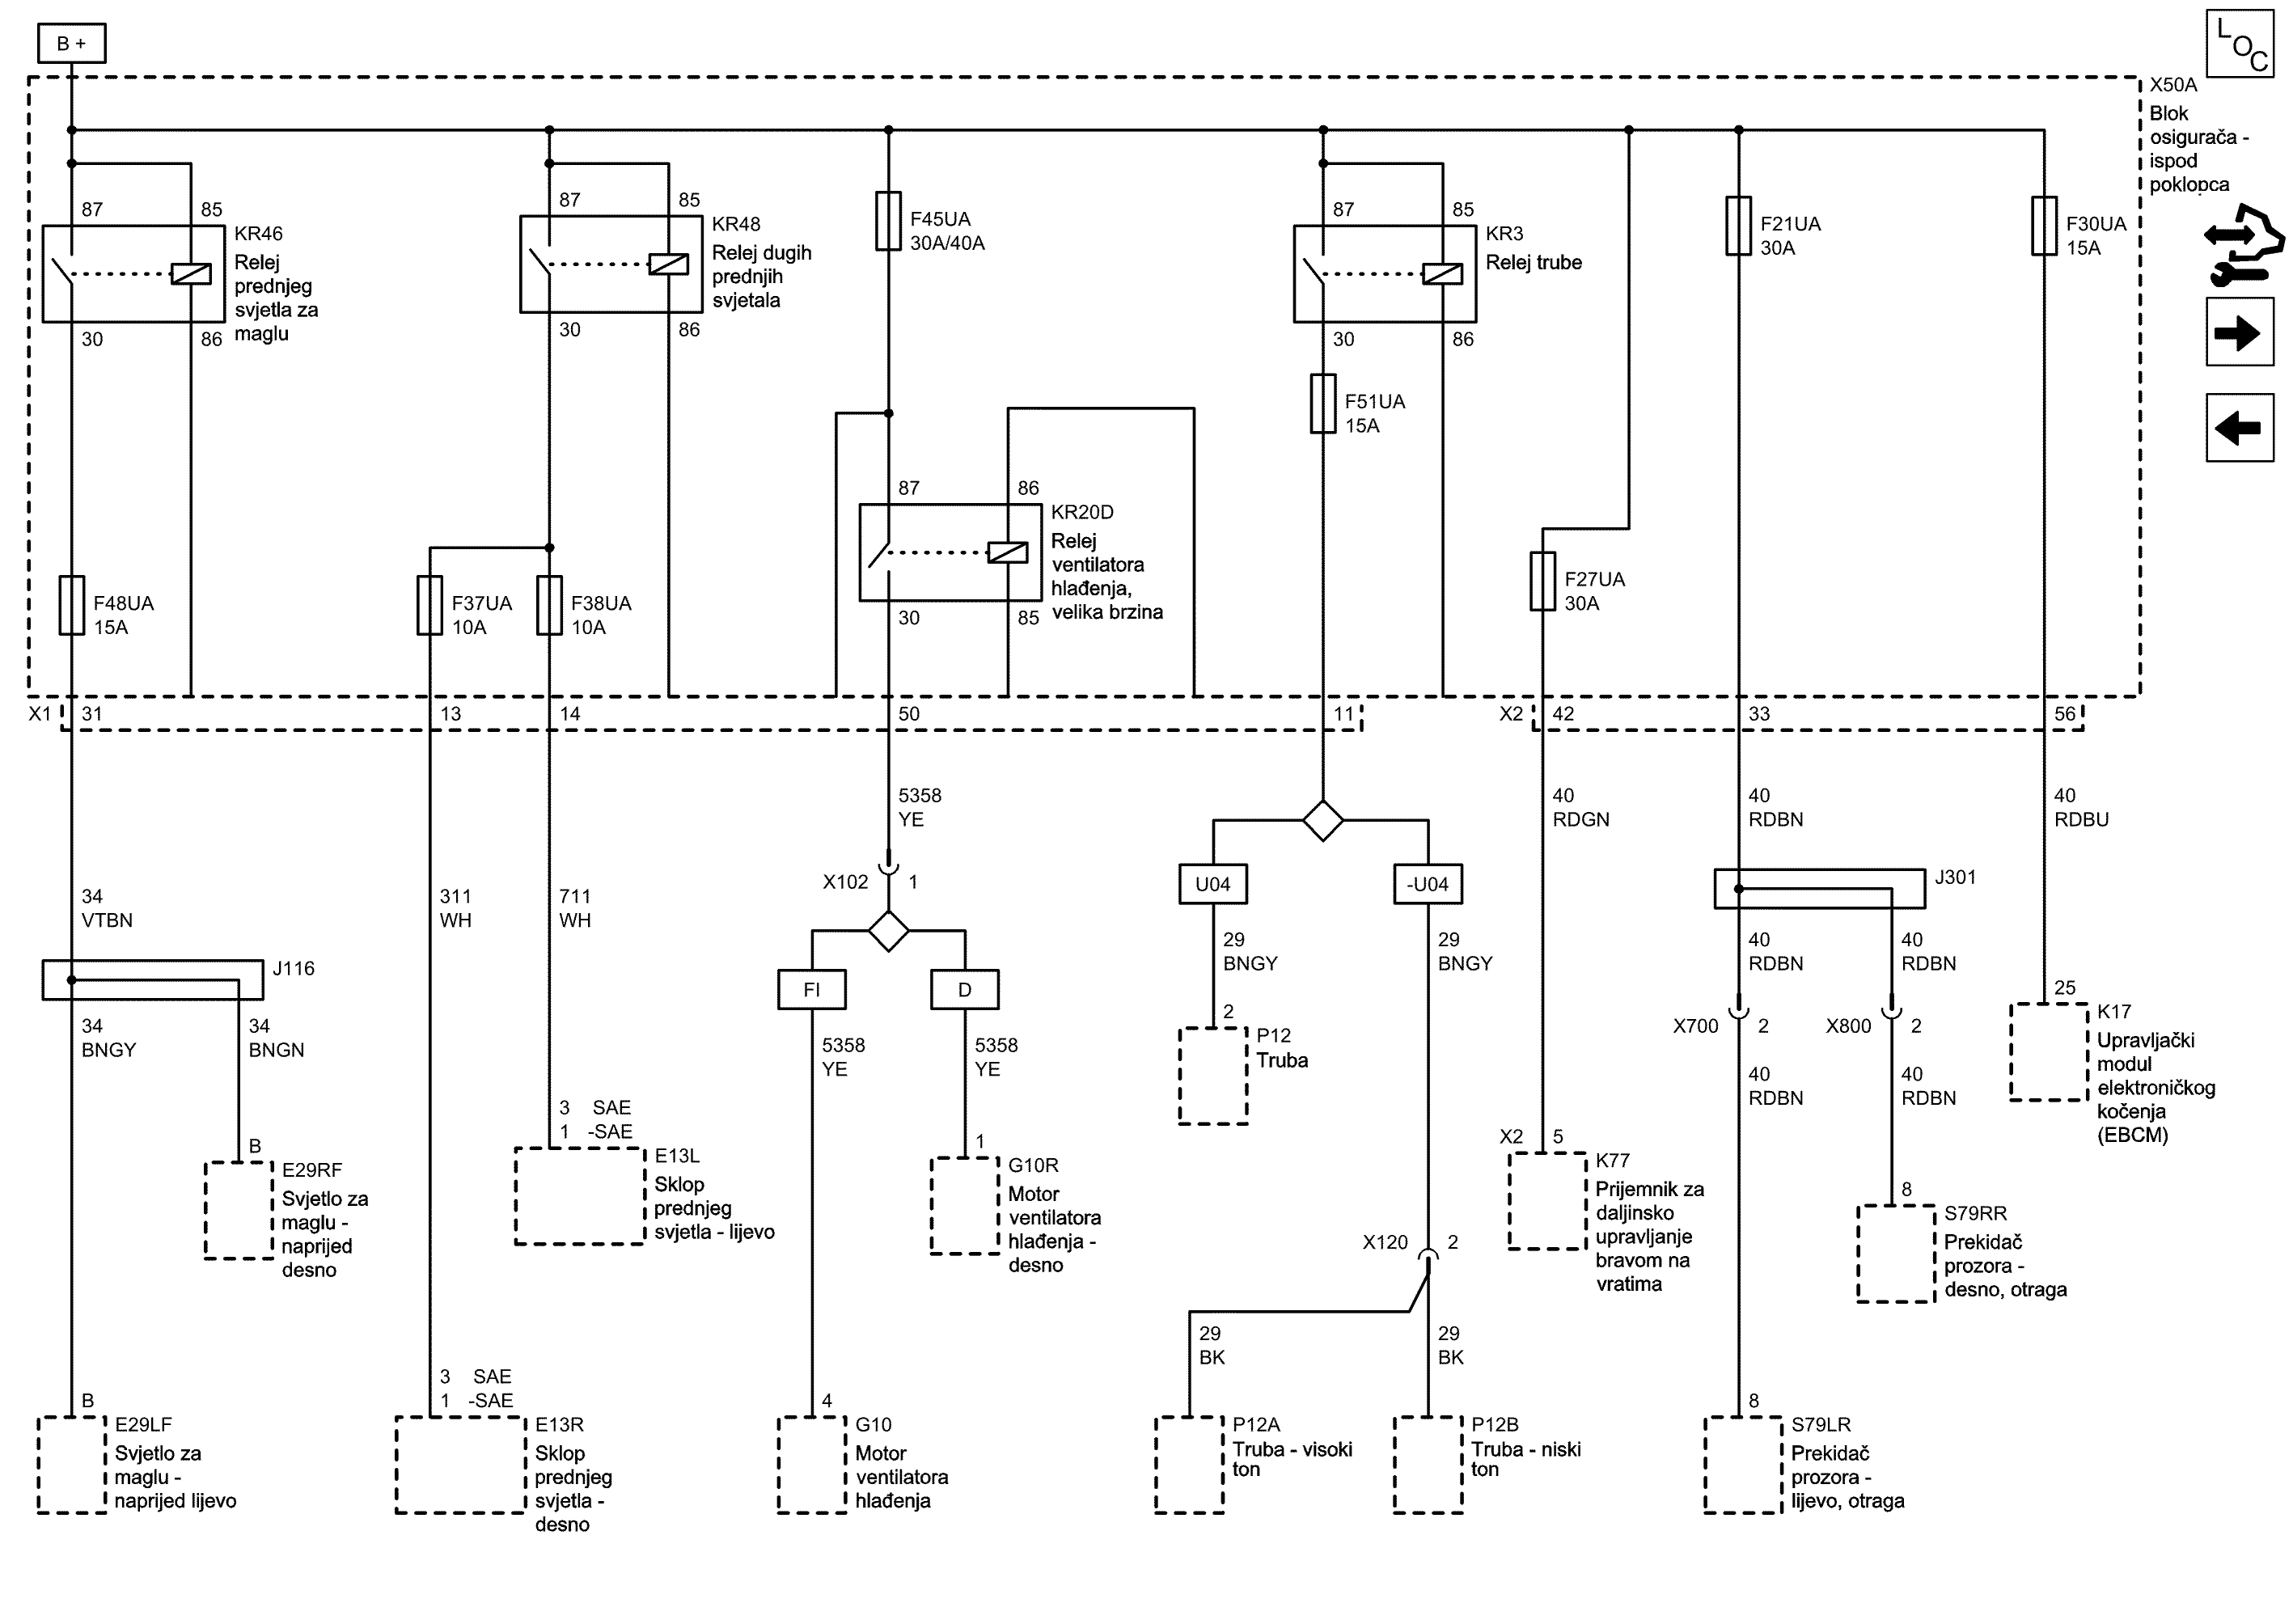 B +
LOC
X50A
Blok
osigurača -
ispod
poklopca
87
85
KR46
Relej
prednjeg
svjetla za
maglu
30
86
87
85
KR48
Relej dugih
prednjih
svjetala
30
86
F45UA
30A/40A
87
85
KR3
Relej trube
30
86
F51UA
15A
F21UA
30A
F30UA
15A
87
86
KR20D
Relej
ventilatora
hlađenja,
velika brzina
30
85
F48UA
15A
F37UA
10A
F38UA
10A
F27UA
30A
X1
31
13
14
50
11
X2
42
33
56
5358
YE
40
RDGN
40
RDBN
40
RDBU
X102
1
U04
-U04
J301
34
VTBN
311
WH
711
WH
29
BNGY
29
BNGY
40
RDBN
40
RDBN
J116
FI
D
34
BNGY
34
BNGN
5358
YE
5358
YE
2
P12
Truba
X700
2
X800
2
25
K17
Upravljački
modul
elektroničkog
kočenja
(EBCM)
40
RDBN
40
RDBN
3 SAE
1 -SAE
E13L
Sklop
prednjeg
svjetla - lijevo
B
E29RF
Svjetlo za
maglu -
naprijed
desno
1
G10R
Motor
ventilatora
hlađenja -
desno
X2
5
K77
Prijemnik za
daljinsko
upravljanje
bravom na
vratima
8
S79RR
Prekidač
prozora -
desno, otraga
X120
2
29
BK
29
BK
B
E29LF
Svjetlo za
maglu -
naprijed lijevo
3 SAE
1 -SAE
E13R
Sklop
prednjeg
svjetla -
desno
4
G10
Motor
ventilatora
hlađenja
P12A
Truba - visoki
ton
P12B
Truba - niski
ton
8
S79LR
Prekidač
prozora -
lijevo, otraga